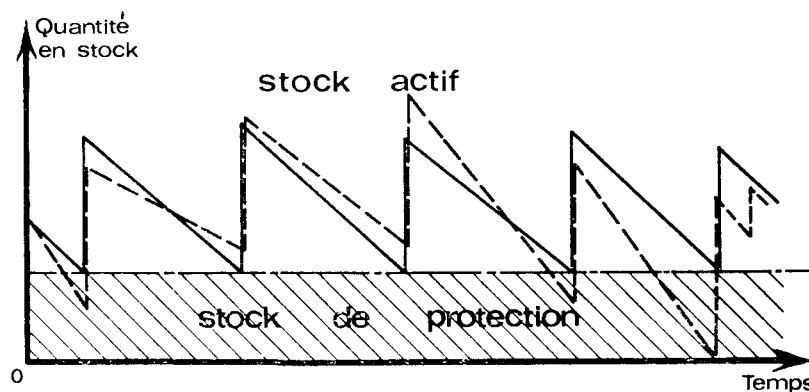 Quantité
en stock
stock actif
stock de protection
0
Temps